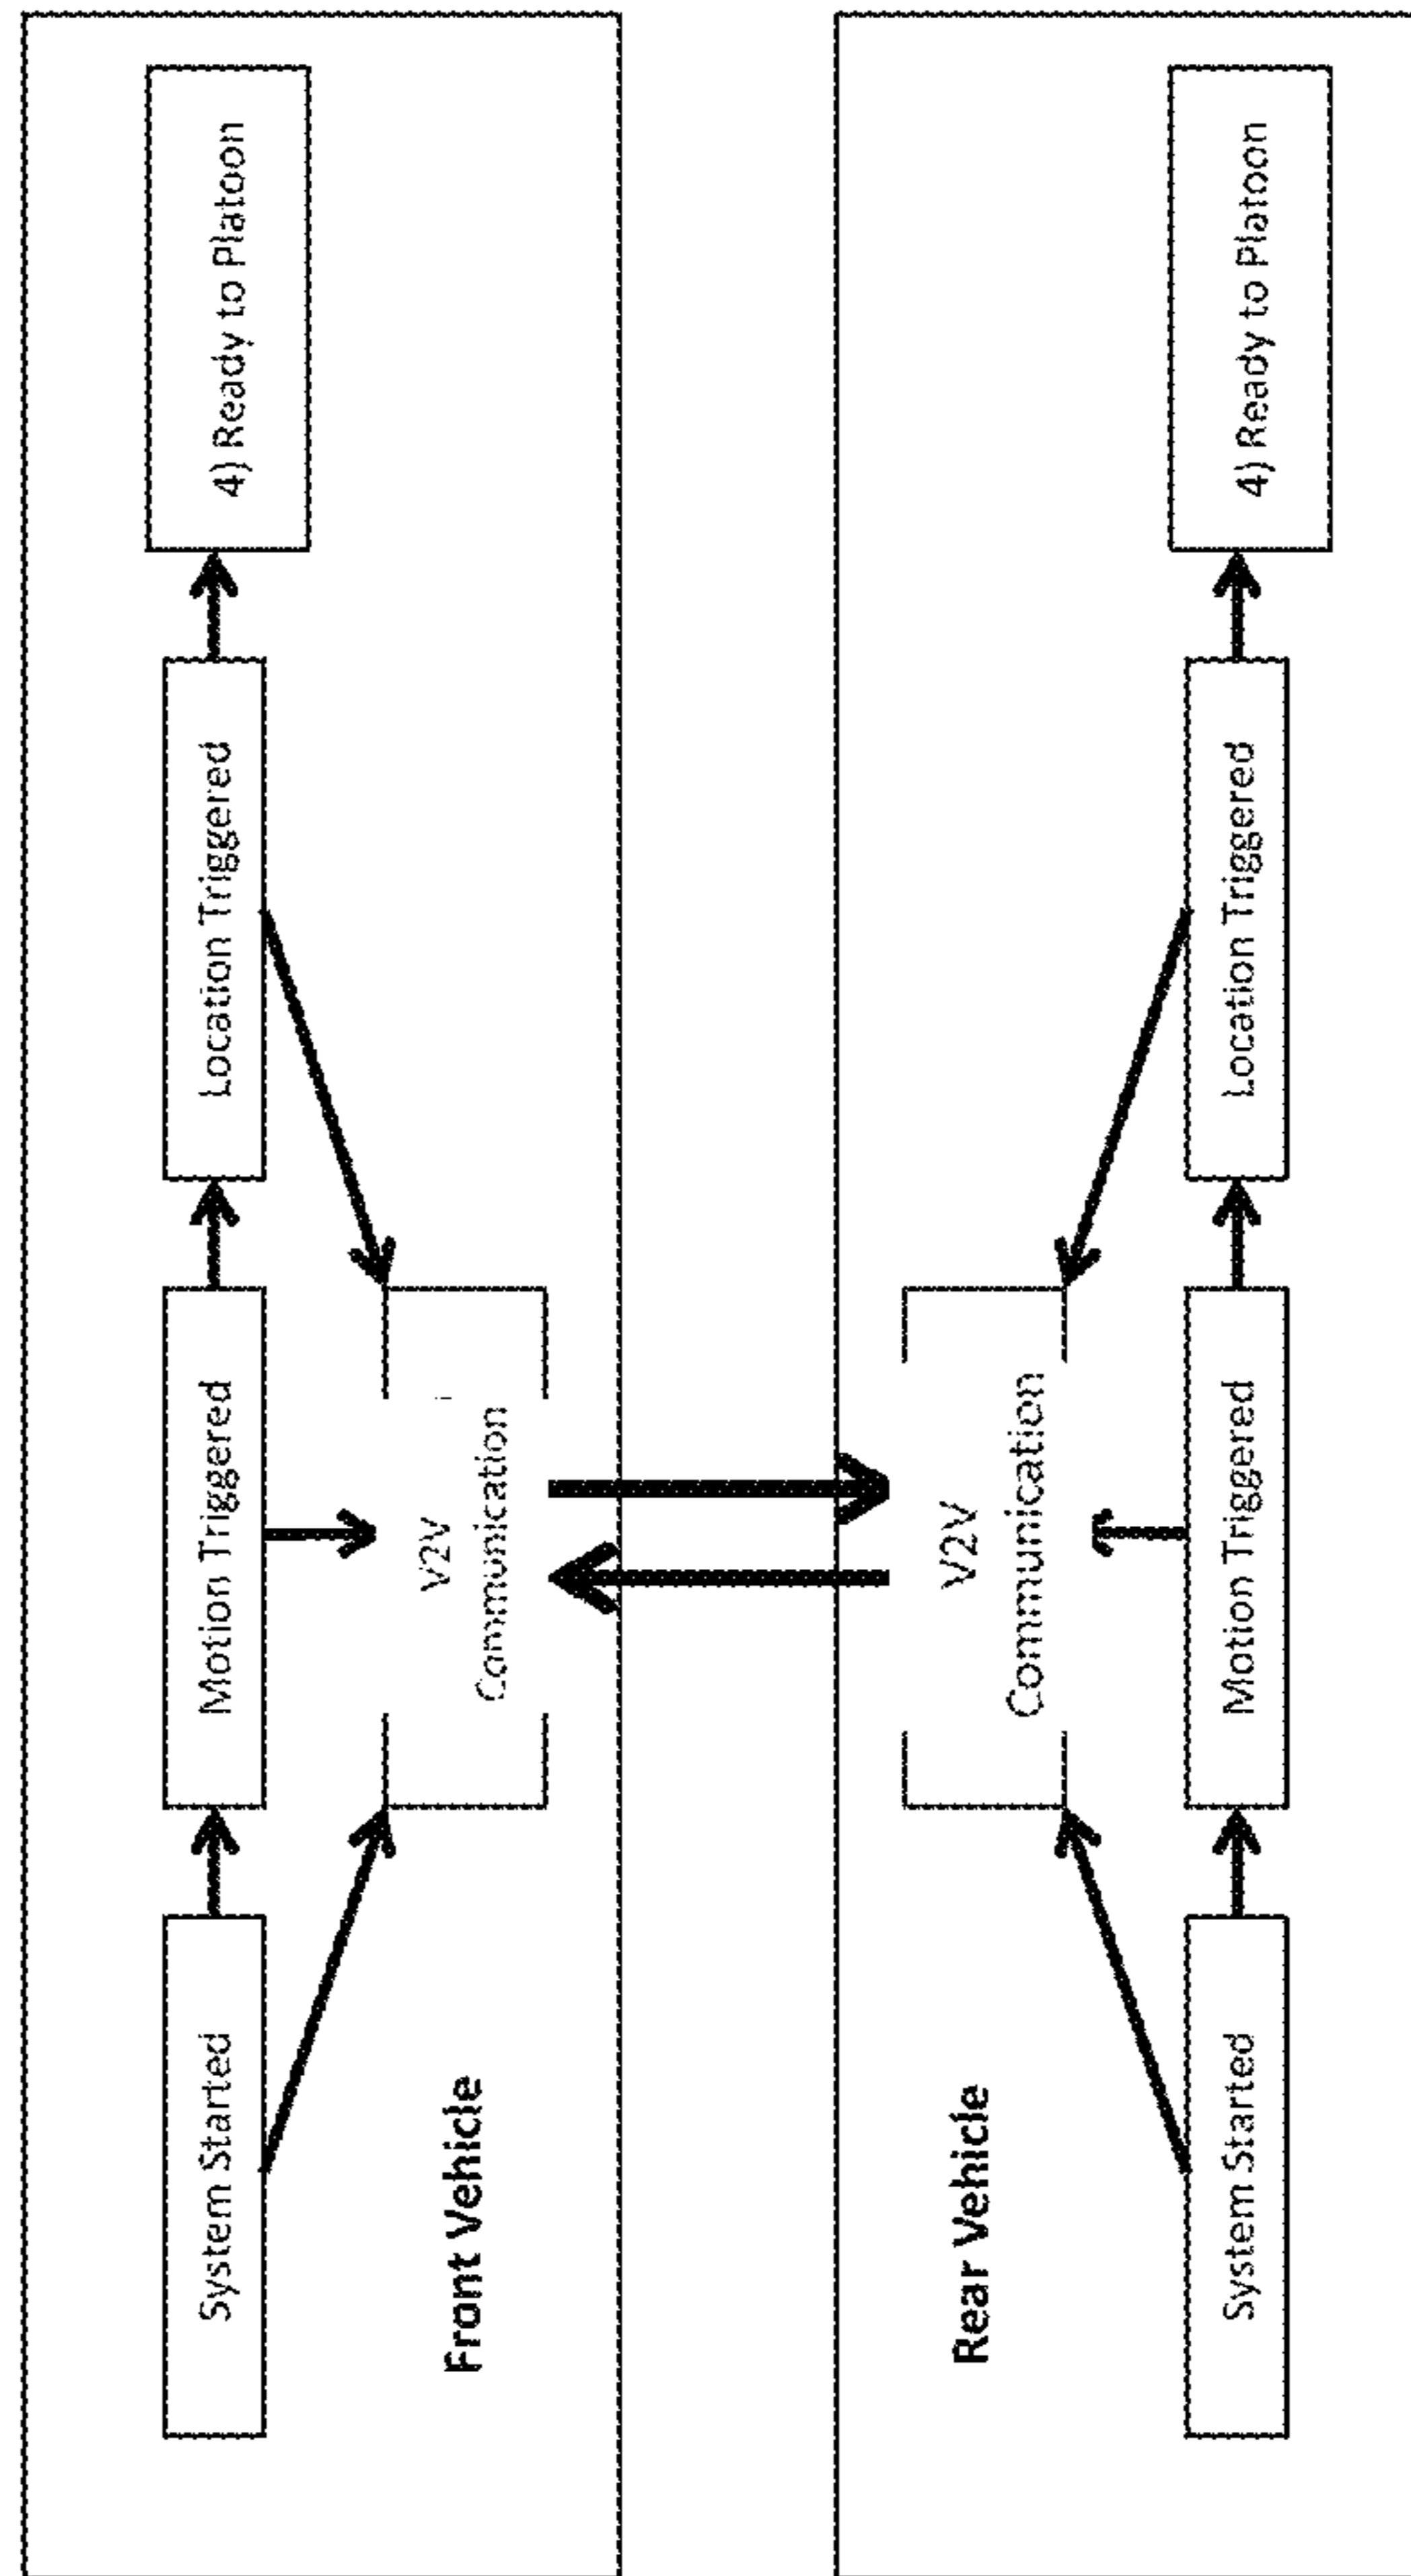 System Started
Motion Triggered
Location Triggered
4) Ready to Platoon
V2V
Communication
Front Vehicle
Rear Vehicle
V2V
Communication
System Started
Motion Triggered
Location Triggered
4) Ready to Platoon